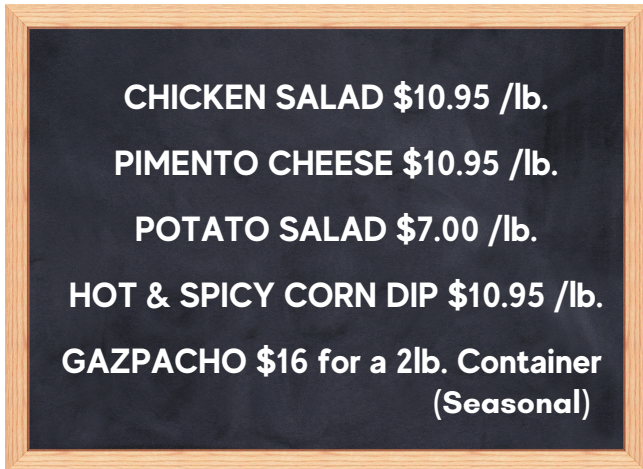 CHICKEN SALAD $10.95 /lb.
PIMENTO CHEESE $10.95 /lb.
POTATO SALAD $7.00 /lb.
HOT & SPICY CORN DIP $10.95 /lb.
GAZPACHO $16 for a 2lb. Container
(Seasonal)